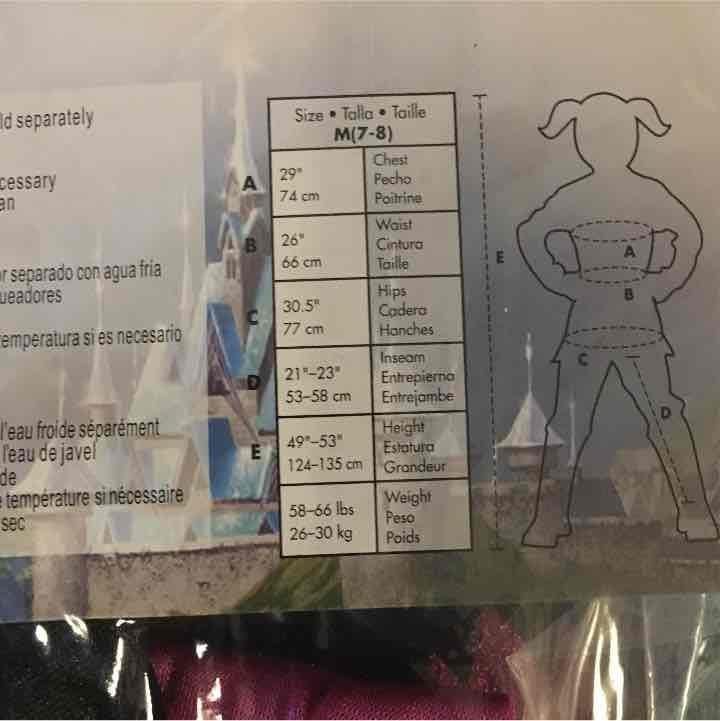 ld separately
cessary
an
or separado con agua fría
ueadores
temperatura si es necesario
l'eau froide séparément
l'eau de javel
de
température si nécessaire
sec
Size • Talla • Taille
M(7-8)
A
29"
74 cm
Chest
Pecho
Poitrine
B
26"
66 cm
Waist
Cintura
Taille
C
30.5"
77 cm
Hips
Cadera
Hanches
D
21"–23"
53–58 cm
Inseam
Entrepierna
Entrejambe
E
49"–53"
124–135 cm
Height
Estatura
Grandeur
58–66 lbs
26–30 kg
Weight
Peso
Poids
E
A
B
C
D